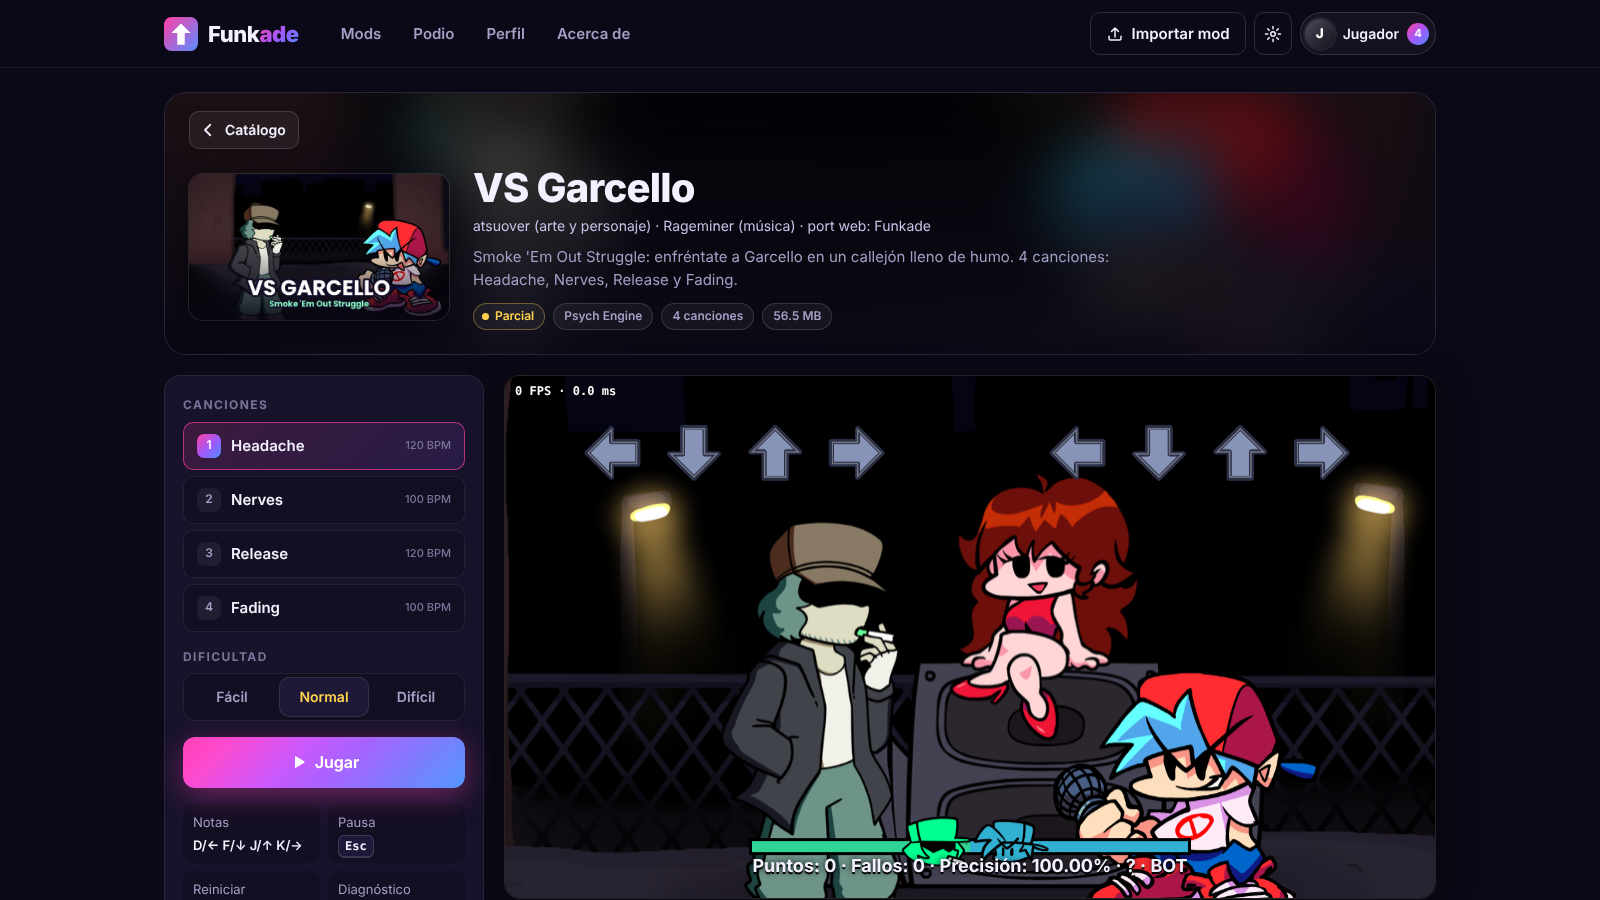 Funkade
Mods
Podio
Perfil
Acerca de
Importar mod
J
Jugador
4
Catálogo
VS GARCELLO
Smoke 'Em Out Struggle
VS Garcello
atsuover (arte y personaje) · Rageminer (música) · port web: Funkade
Smoke 'Em Out Struggle: enfréntate a Garcello en un callejón lleno de humo. 4 canciones:
Headache, Nerves, Release y Fading.
Parcial
Psych Engine
4 canciones
56.5 MB
CANCIONES
1 Headache 120 BPM
2 Nerves 100 BPM
3 Release 120 BPM
4 Fading 100 BPM
DIFICULTAD
Fácil
Normal
Difícil
Jugar
Notas
D/← F/↓ J/↑ K/→
Pausa
Esc
Reiniciar
Diagnóstico
0 FPS · 0.0 ms
Puntos: 0 · Fallos: 0 · Precisión: 100.00% · ? · BOT